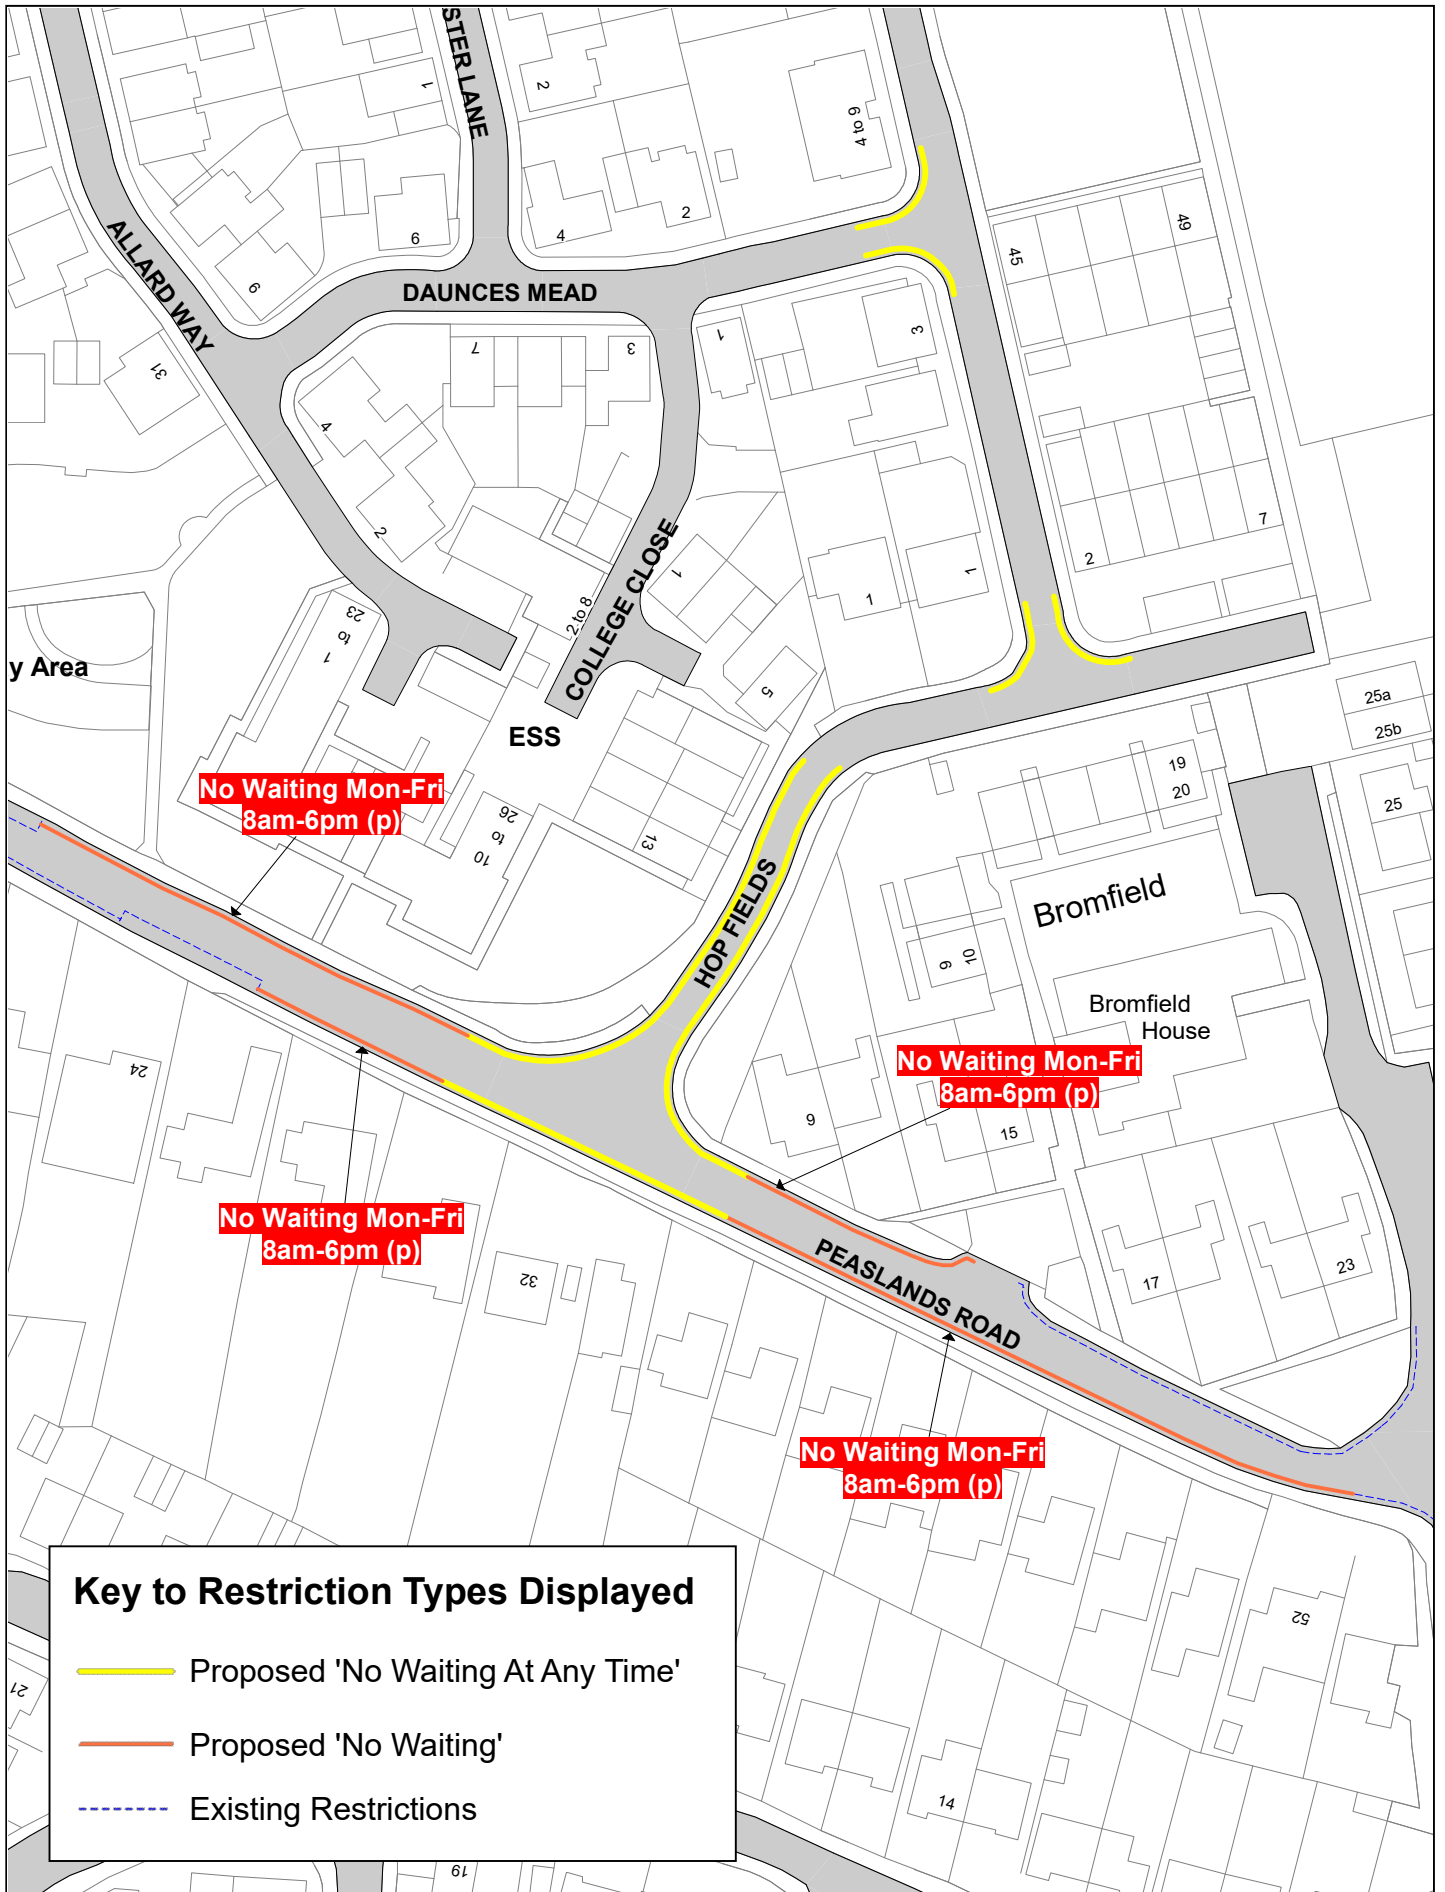 STER LANE
1
2
4 to 9
2
4
6
6
49
45
ALLARD WAY
DAUNCES MEAD
31
7
3
1
3
4
2
7
2
1
1
1
2 to 8
COLLEGE CLOSE
1 to 23
y Area
5
ESS
25a
25b
19
20
25
No Waiting Mon-Fri
8am-6pm (p)
10 to 26
13
HOP FIELDS
Bromfield
9
10
Bromfield
House
No Waiting Mon-Fri
8am-6pm (p)
24
9
15
No Waiting Mon-Fri
8am-6pm (p)
32
PEASLANDS ROAD
17
23
No Waiting Mon-Fri
8am-6pm (p)
Key to Restriction Types Displayed
Proposed 'No Waiting At Any Time'
Proposed 'No Waiting'
Existing Restrictions
52
21
14
19